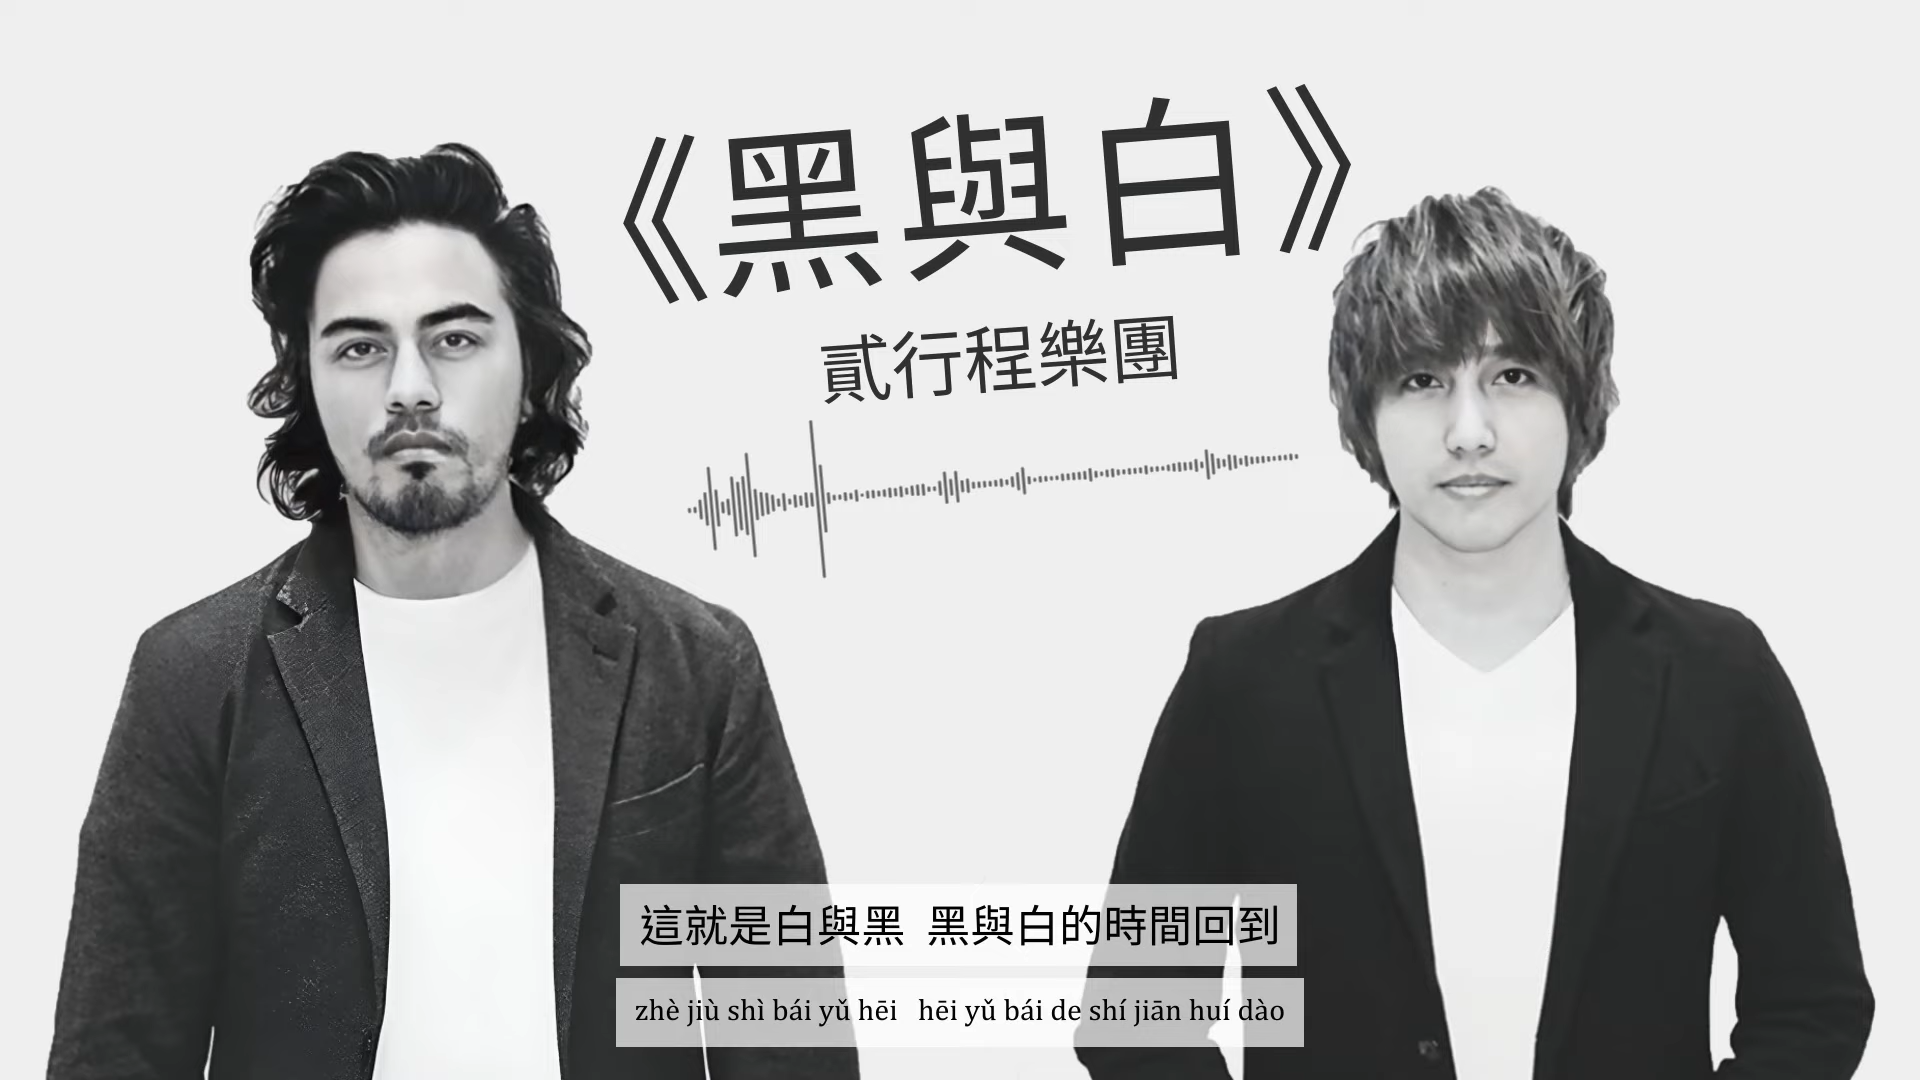 《黑與白》
貳行程樂團
這就是白與黑 黑與白的時間回到
zhè jiù shì bái yǔ hēi hēi yǔ bái de shí jiān huí dào